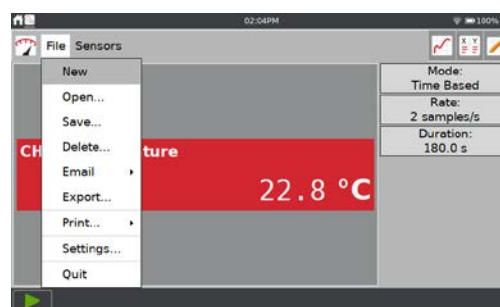 02:04PM
100%
File Sensors
X Y
New
Open...
Save...
Delete...
Email
Export...
Print...
Settings...
Quit
CH
ture
22.8 °C
Mode:
Time Based
Rate:
2 samples/s
Duration:
180.0 s